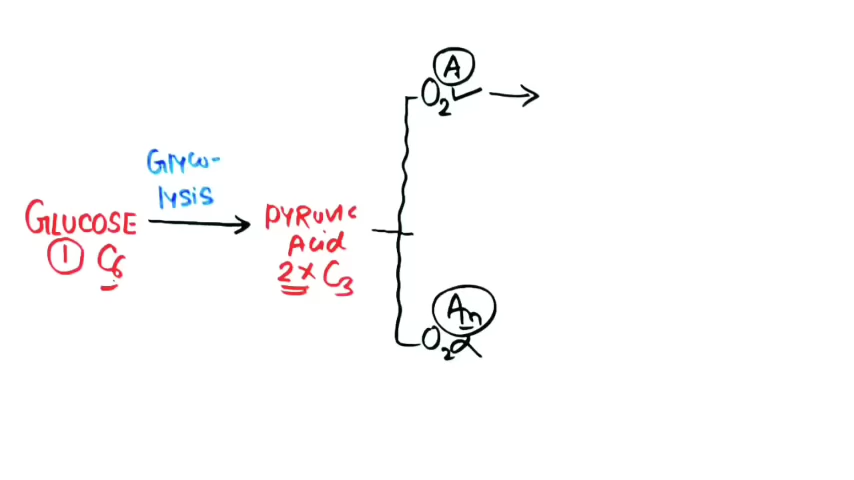 A
O₂ ✓ →
Glyco-
lysis
GLUCOSE → PYRUVIC
Acid
① C₆
2 × C₃
An
O₂ ×